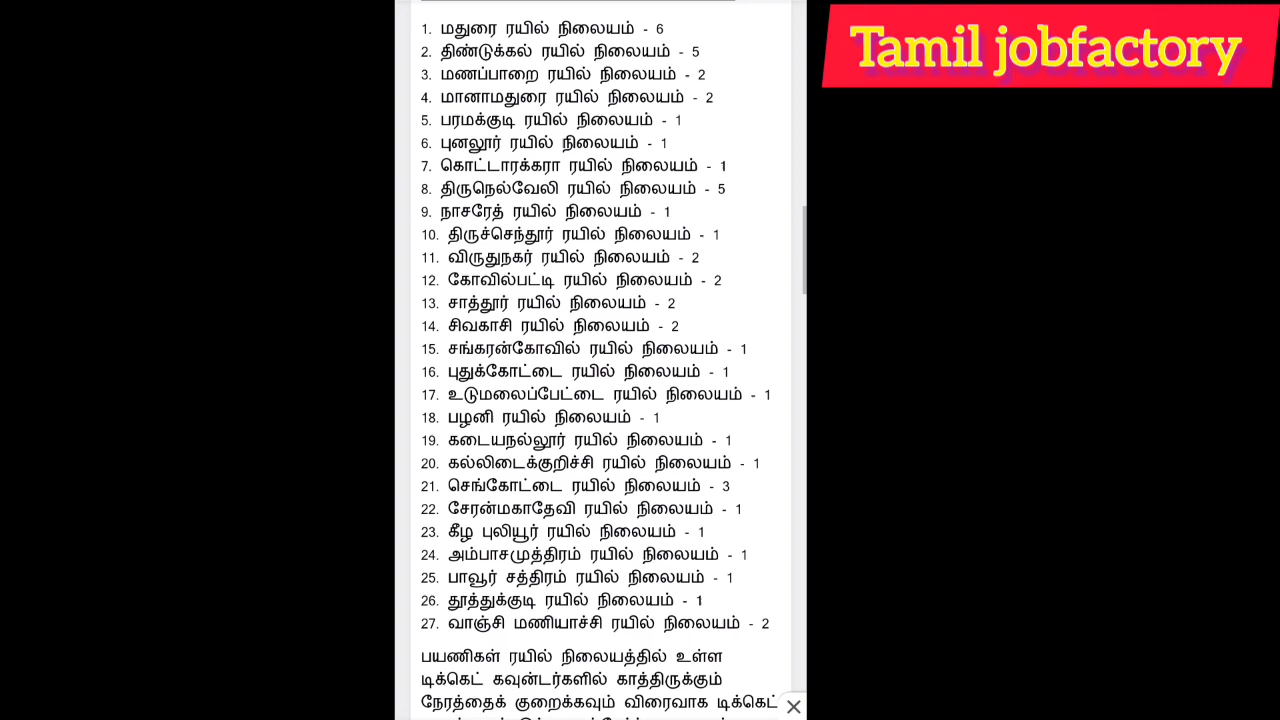 Tamil jobfactory
1. மதுரை ரயில் நிலையம் - 6
2. திண்டுக்கல் ரயில் நிலையம் - 5
3. மணப்பாறை ரயில் நிலையம் - 2
4. மானாமதுரை ரயில் நிலையம் - 2
5. பரமக்குடி ரயில் நிலையம் - 1
6. புனலூர் ரயில் நிலையம் - 1
7. கொட்டாரக்கரா ரயில் நிலையம் - 1
8. திருநெல்வேலி ரயில் நிலையம் - 5
9. நாசரேத் ரயில் நிலையம் - 1
10. திருச்செந்தூர் ரயில் நிலையம் - 1
11. விருதுநகர் ரயில் நிலையம் - 2
12. கோவில்பட்டி ரயில் நிலையம் - 2
13. சாத்தூர் ரயில் நிலையம் - 2
14. சிவகாசி ரயில் நிலையம் - 2
15. சங்கரன்கோவில் ரயில் நிலையம் - 1
16. புதுக்கோட்டை ரயில் நிலையம் - 1
17. உடுமலைப்பேட்டை ரயில் நிலையம் - 1
18. பழனி ரயில் நிலையம் - 1
19. கடையநல்லூர் ரயில் நிலையம் - 1
20. கல்லிடைக்குறிச்சி ரயில் நிலையம் - 1
21. செங்கோட்டை ரயில் நிலையம் - 3
22. சேரன்மகாதேவி ரயில் நிலையம் - 1
23. கீழ புலியூர் ரயில் நிலையம் - 1
24. அம்பாசமுத்திரம் ரயில் நிலையம் - 1
25. பாவூர் சத்திரம் ரயில் நிலையம் - 1
26. தூத்துக்குடி ரயில் நிலையம் - 1
27. வாஞ்சி மணியாச்சி ரயில் நிலையம் - 2
பயணிகள் ரயில் நிலையத்தில் உள்ள
டிக்கெட் கவுன்டர்களில் காத்திருக்கும்
நேரத்தைக் குறைக்கவும் விரைவாக டிக்கெட்